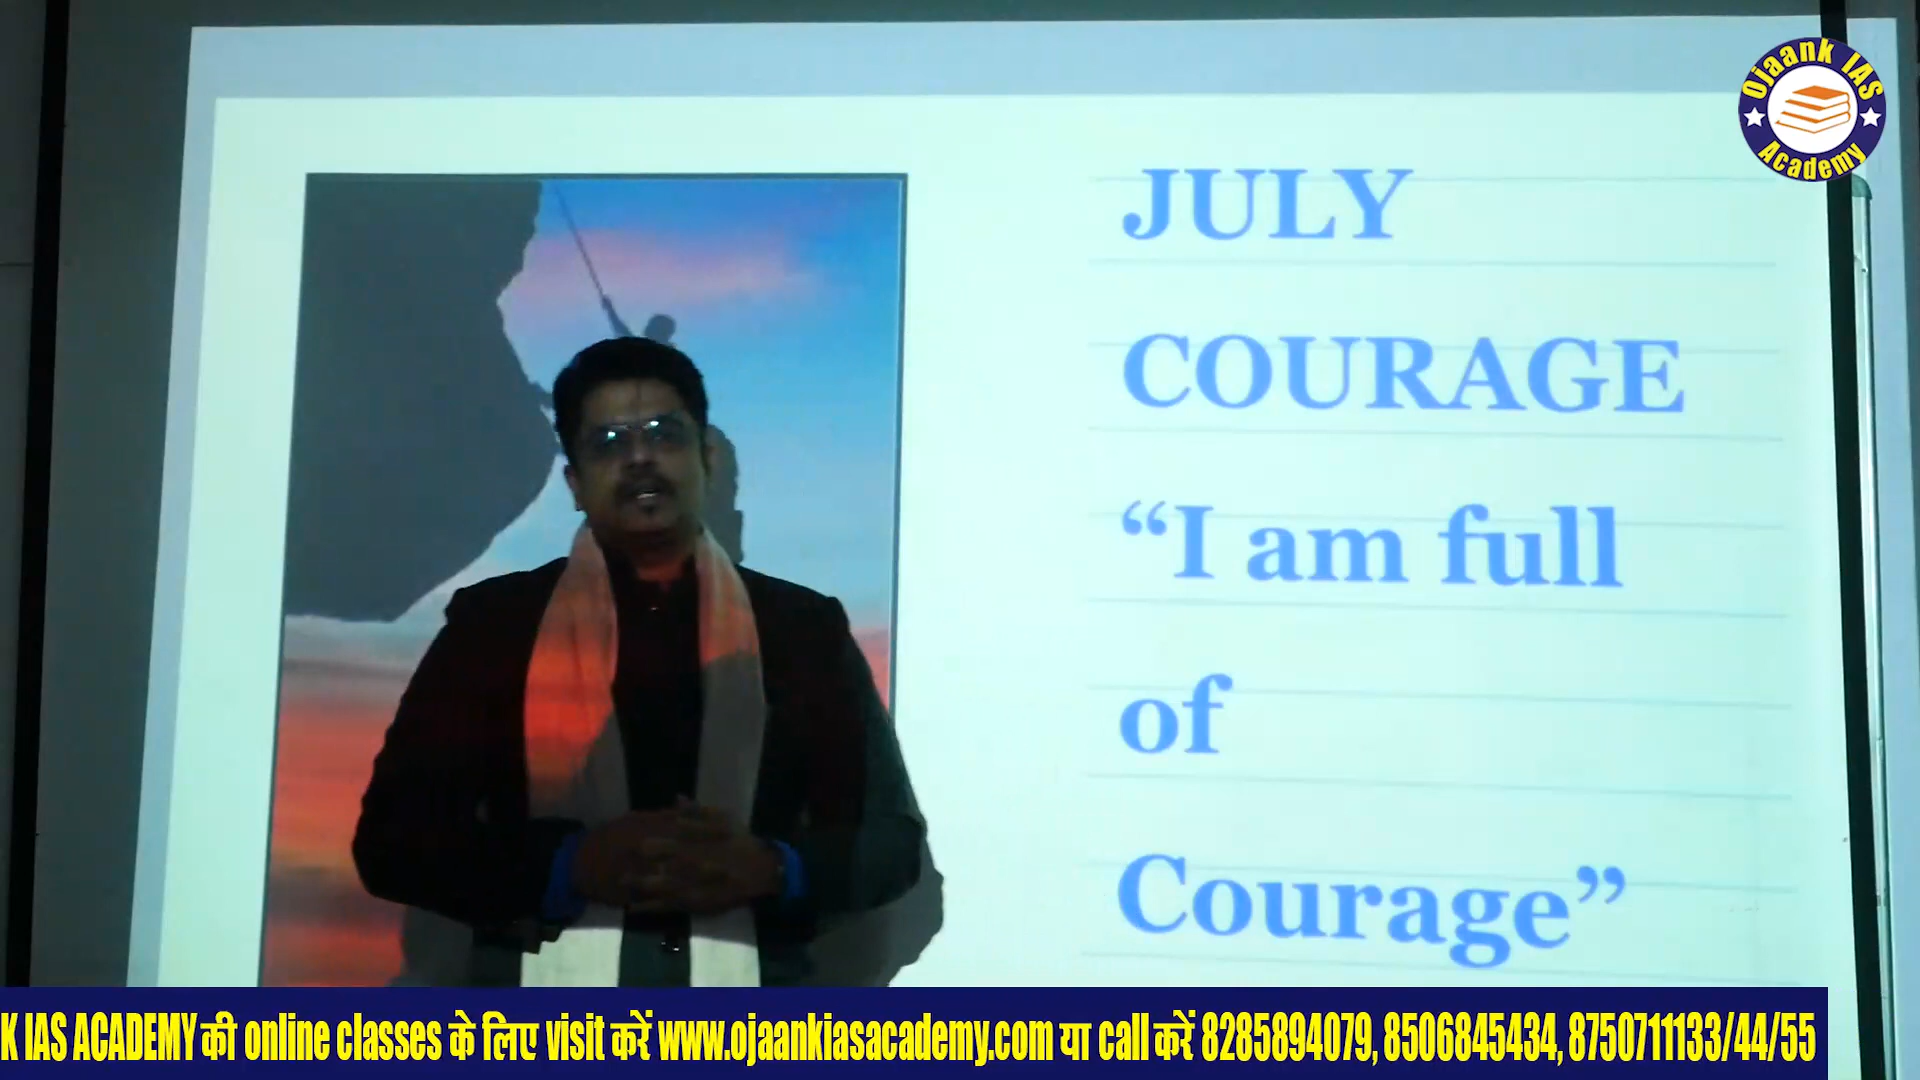 Ojaank IAS
Academy
JULY
COURAGE
“I am full
of
Courage”
K IAS ACADEMY की online classes के लिए visit करें www.ojaankiasacademy.com या call करें 8285894079, 8506845434, 8750711133/44/55